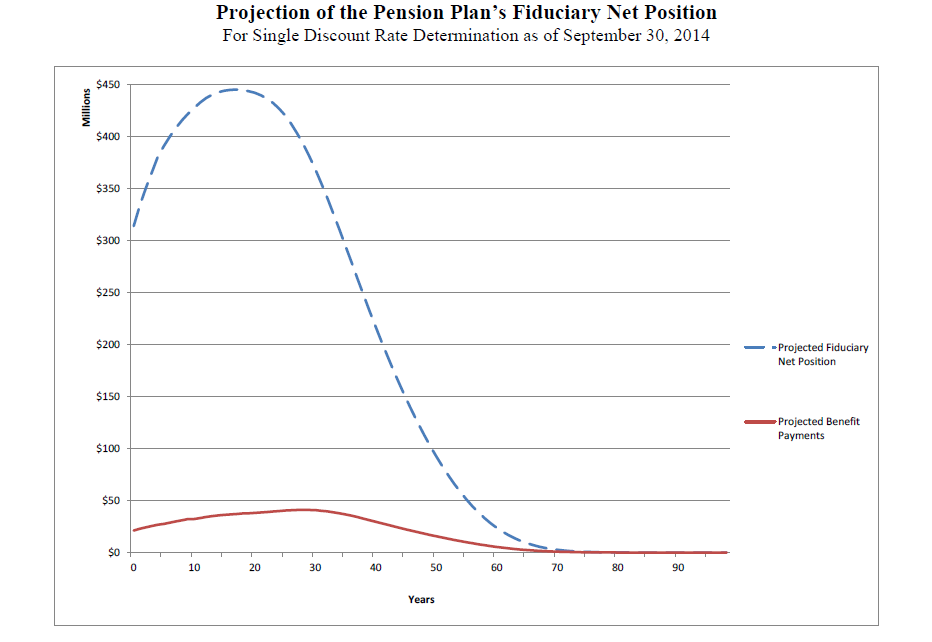 Projection of the Pension Plan's Fiduciary Net Position
For Single Discount Rate Determination as of September 30, 2014
Millions
$450
$400
$350
$300
$250
$200
$150
$100
$50
$0
0 10 20 30 40 50 60 70 80 90
Years
Projected Fiduciary
Net Position
Projected Benefit
Payments